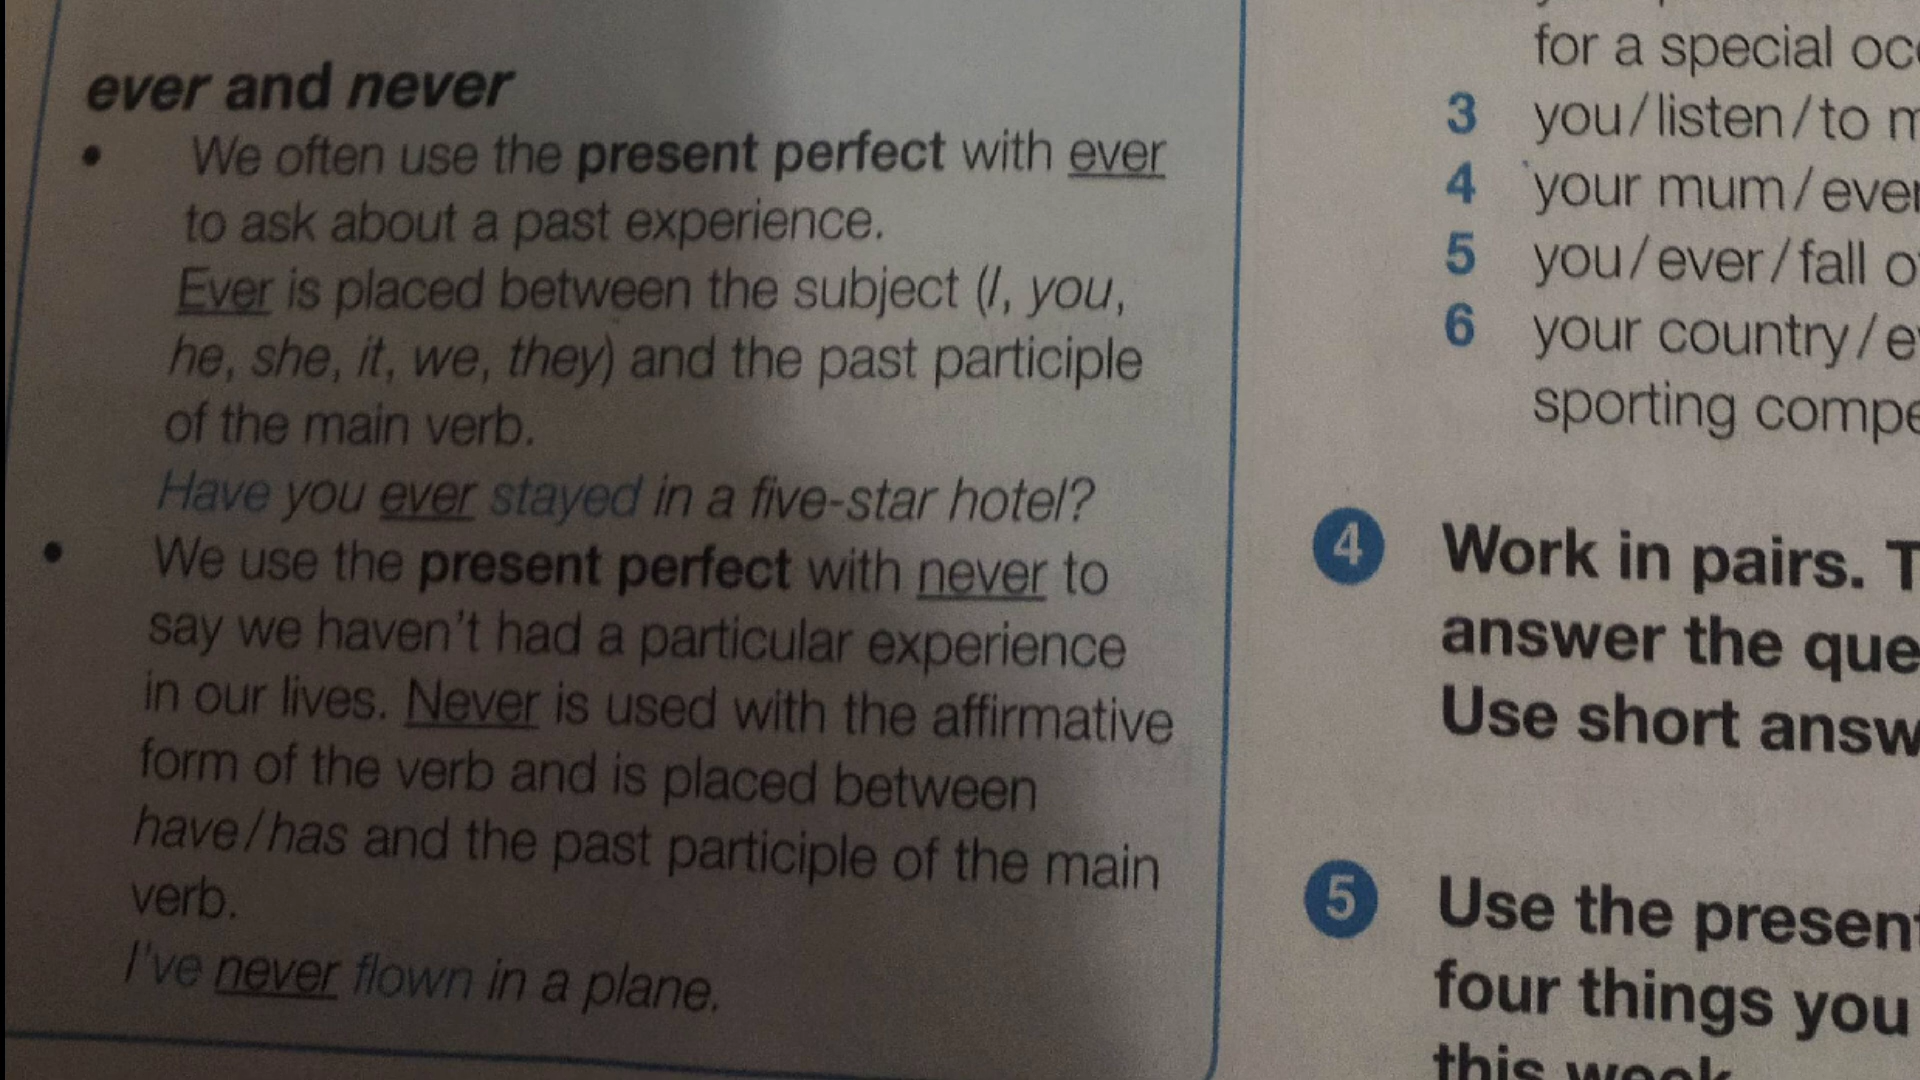 ever and never
• We often use the present perfect with ever
to ask about a past experience.
Ever is placed between the subject (I, you,
he, she, it, we, they) and the past participle
of the main verb.
Have you ever stayed in a five-star hotel?
• We use the present perfect with never to
say we haven't had a particular experience
in our lives. Never is used with the affirmative
form of the verb and is placed between
have/has and the past participle of the main
verb.
I've never flown in a plane.
for a special
3 you/listen/to
4 your mum/ever
5 you/ever/fall
6 your country/
sporting
4 Work in pairs.
answer the
Use short
5 Use the present
four things you
this week